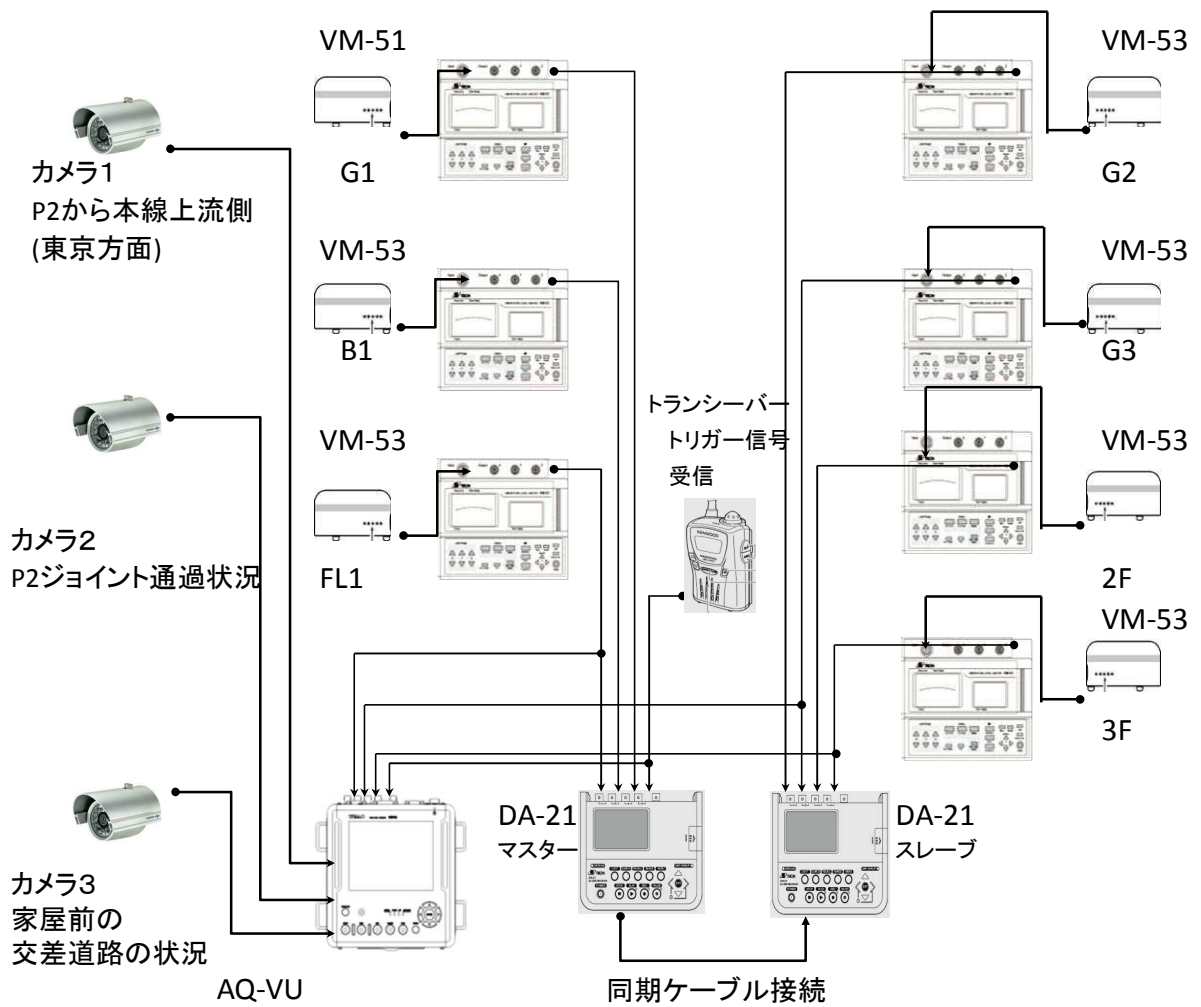 VM-51
G1
VM-53
B1
VM-53
FL1
カメラ1
P2から本線上流側
(東京方面)
カメラ2
P2ジョイント通過状況
カメラ3
家屋前の
交差道路の状況
AQ-VU
トランシーバー
トリガー信号
受信
KENWOOD
VM-53
G2
VM-53
G3
VM-53
2F
VM-53
3F
DA-21
マスター
DA-21
スレーブ
同期ケーブル接続